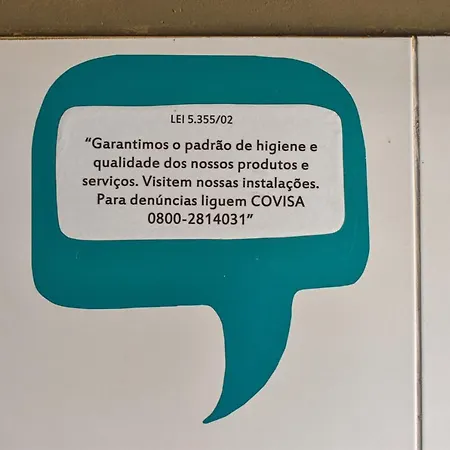 LEI 5.355/02
“Garantimos o padrão de higiene e
qualidade dos nossos produtos e
serviços. Visitem nossas instalações.
Para denúncias liguem COVISA
0800-2814031”